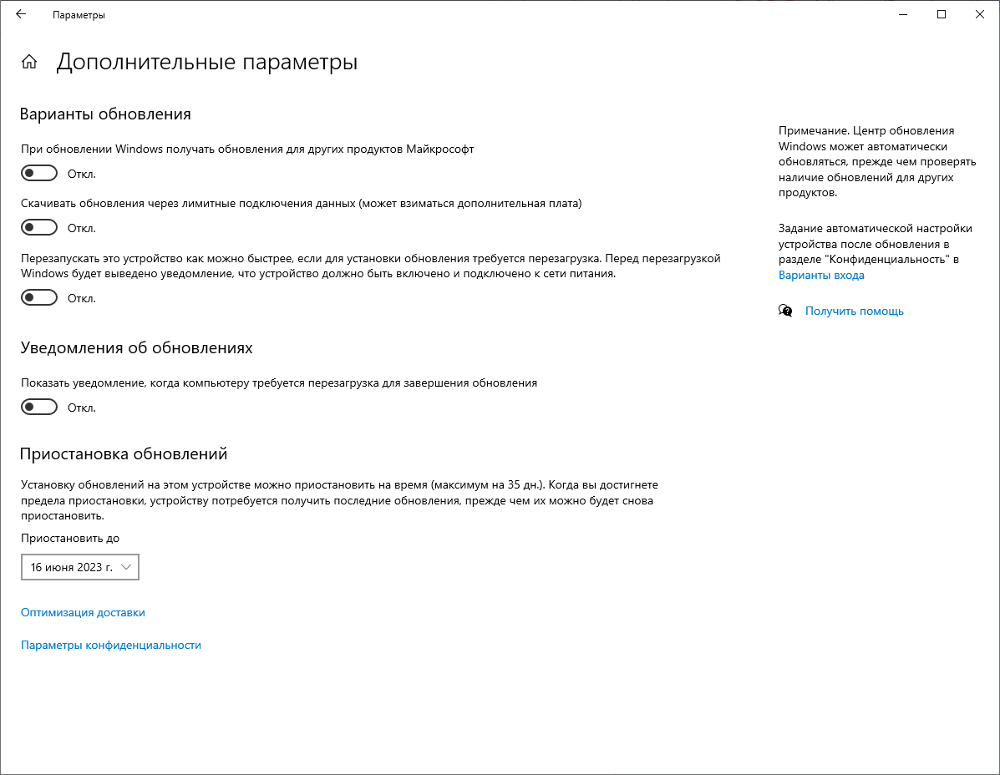 Параметры
Дополнительные параметры
Варианты обновления
При обновлении Windows получать обновления для других продуктов Майкрософт
Откл.
Скачивать обновления через лимитные подключения данных (может взиматься дополнительная плата)
Откл.
Перезапускать это устройство как можно быстрее, если для установки обновления требуется перезагрузка. Перед перезагрузкой
Windows будет выведено уведомление, что устройство должно быть включено и подключено к сети питания.
Откл.
Уведомления об обновлениях
Показать уведомление, когда компьютеру требуется перезагрузка для завершения обновления
Откл.
Приостановка обновлений
Установку обновлений на этом устройстве можно приостановить на время (максимум на 35 дн.). Когда вы достигнете
предела приостановки, устройству потребуется получить последние обновления, прежде чем их можно будет снова
приостановить.
Приостановить до
16 июня 2023 г.
Оптимизация доставки
Параметры конфиденциальности
Примечание. Центр обновления
Windows может автоматически
обновляться, прежде чем проверять
наличие обновлений для других
продуктов.
Задание автоматической настройки
устройства после обновления в
разделе "Конфиденциальность" в
Варианты входа
Получить помощь